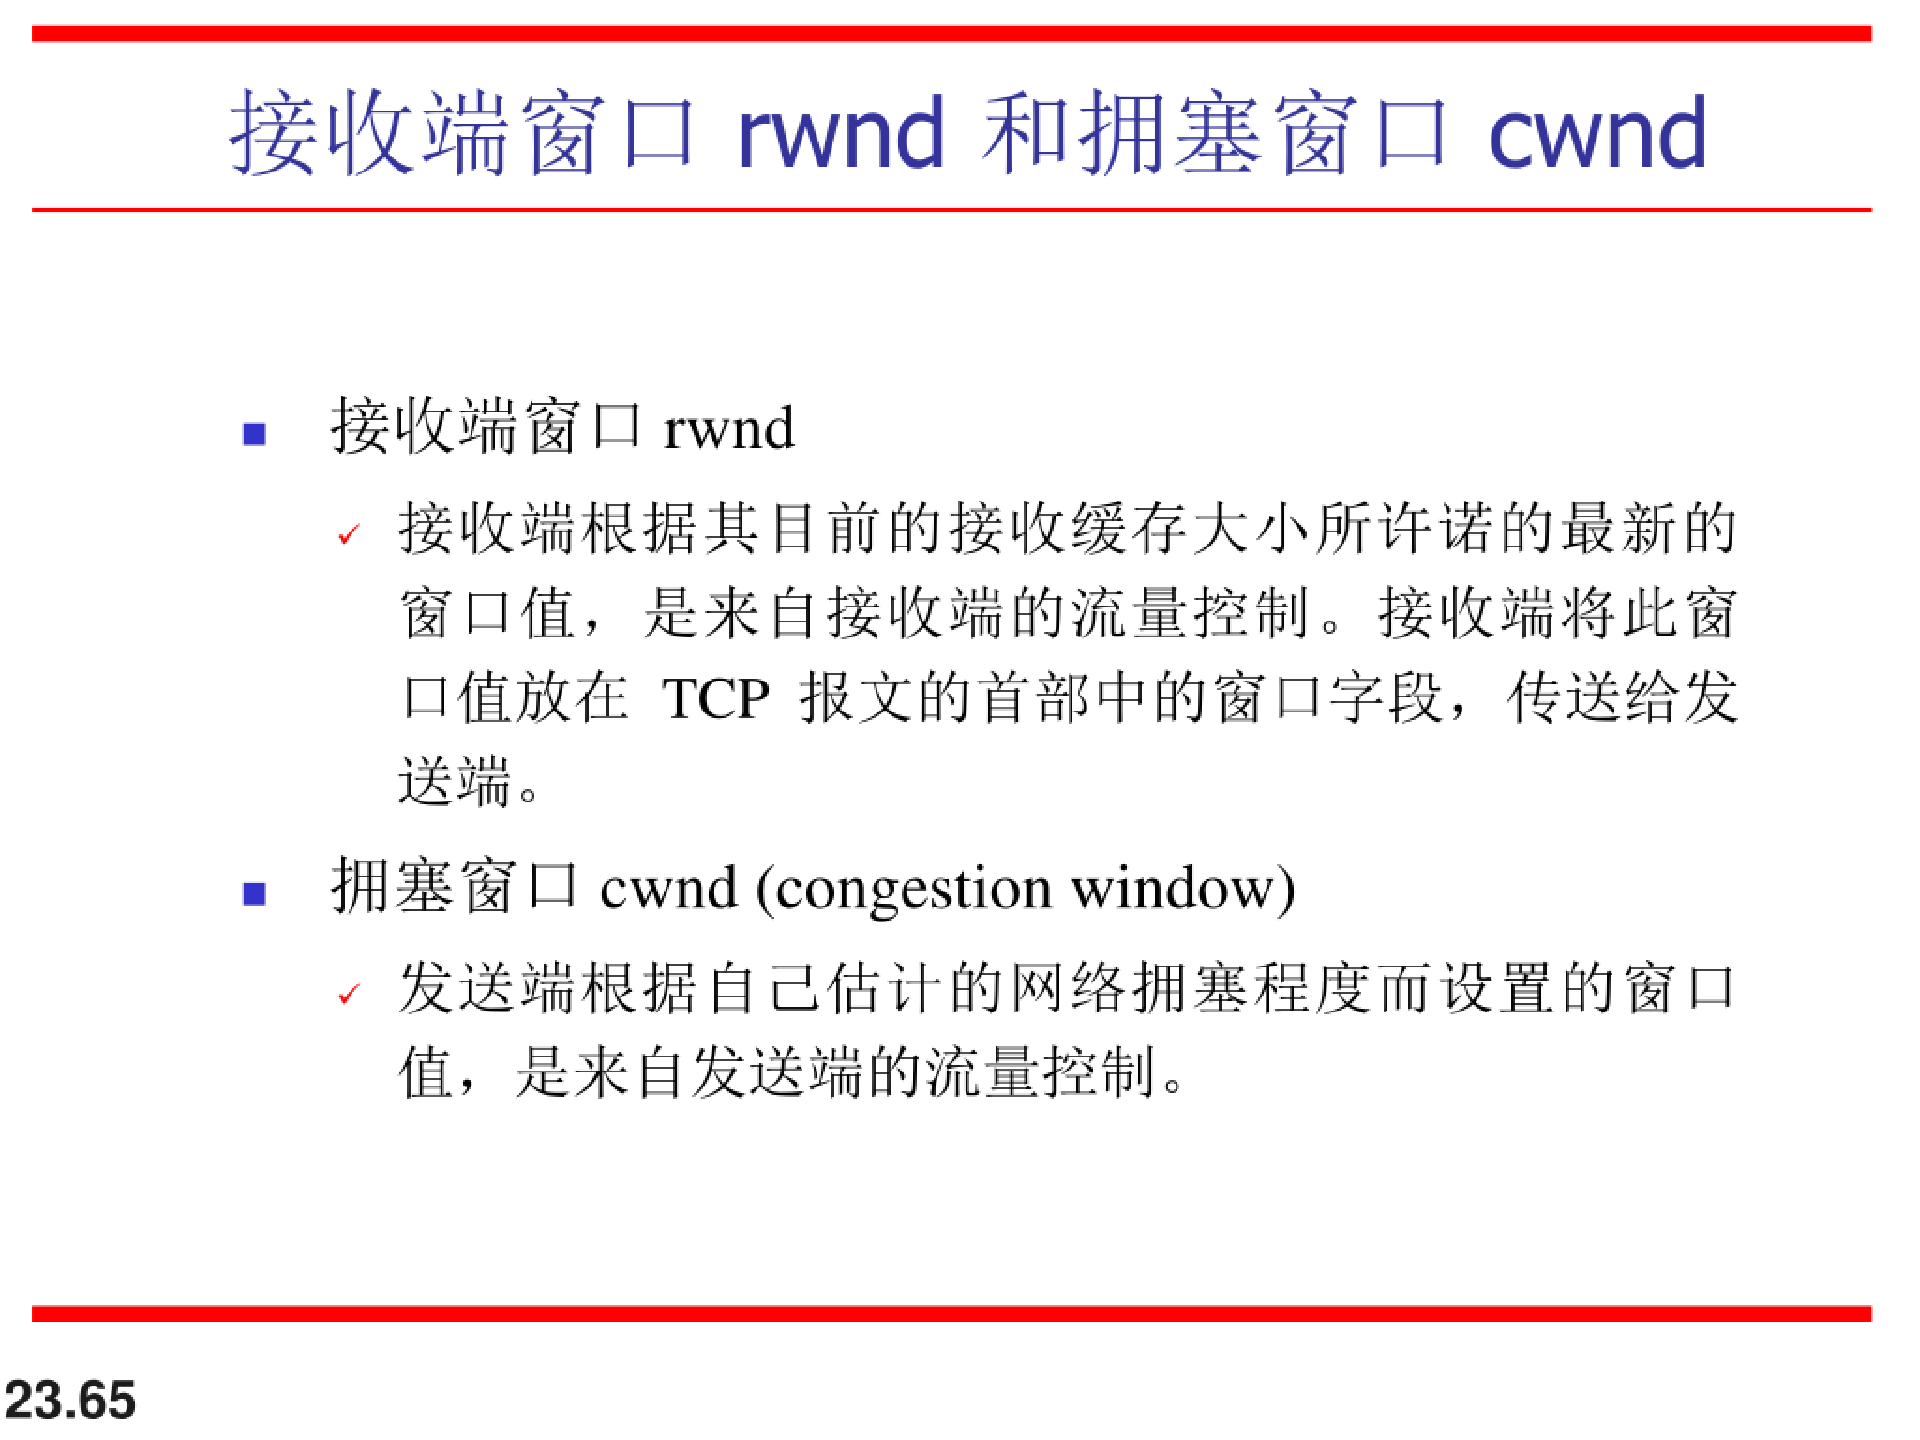 接收端窗口 rwnd 和拥塞窗口 cwnd
接收端窗口 rwnd
接收端根据其目前的接收缓存大小所许诺的最新的
窗口值，是来自接收端的流量控制。接收端将此窗
口值放在 TCP 报文的首部中的窗口字段，传送给发
送端。
拥塞窗口 cwnd (congestion window)
发送端根据自己估计的网络拥塞程度而设置的窗口
值，是来自发送端的流量控制。
23.65